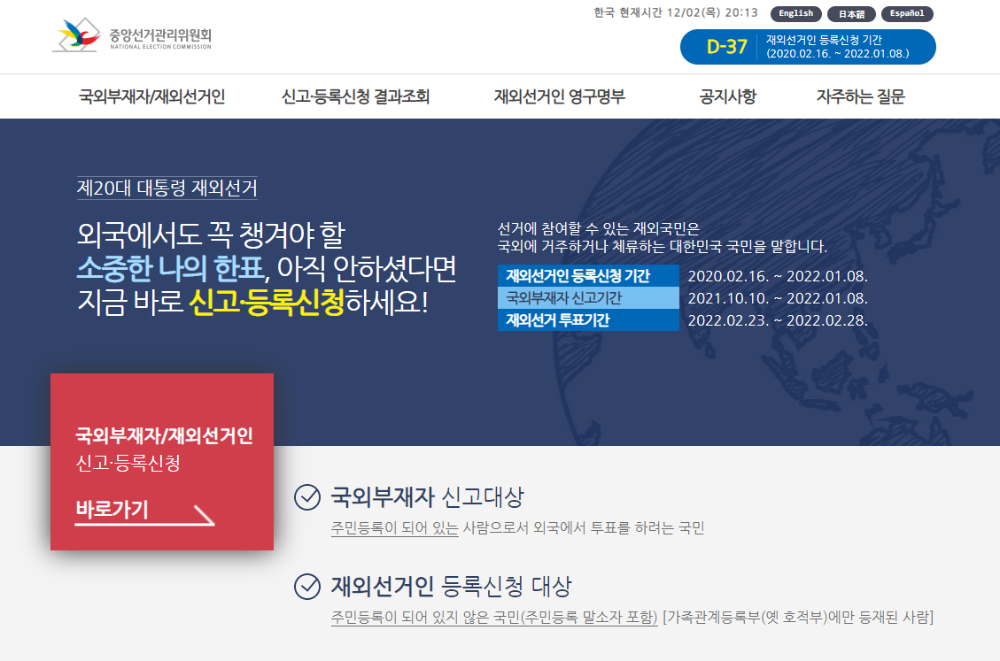 한국 현재시간 12/02(목) 20:13
English 日本語 Español
중앙선거관리위원회
NATIONAL ELECTION COMMISSION
D-37
재외선거인 등록신청 기간
(2020.02.16. ~ 2022.01.08.)
국외부재자/재외선거인 신고·등록신청 결과조회 재외선거인 영구명부 공지사항 자주하는 질문
제20대 대통령 재외선거
외국에서도 꼭 챙겨야 할
소중한 나의 한표, 아직 안하셨다면
지금 바로 신고·등록신청하세요!
선거에 참여할 수 있는 재외국민은
국외에 거주하거나 체류하는 대한민국 국민을 말합니다.
재외선거인 등록신청 기간 2020.02.16. ~ 2022.01.08.
국외부재자 신고기간 2021.10.10. ~ 2022.01.08.
재외선거 투표기간 2022.02.23. ~ 2022.02.28.
국외부재자/재외선거인
신고·등록신청
바로가기
국외부재자 신고대상
주민등록이 되어 있는 사람으로서 외국에서 투표를 하려는 국민
재외선거인 등록신청 대상
주민등록이 되어 있지 않은 국민(주민등록 말소자 포함) [가족관계등록부(옛 호적부)에만 등재된 사람]